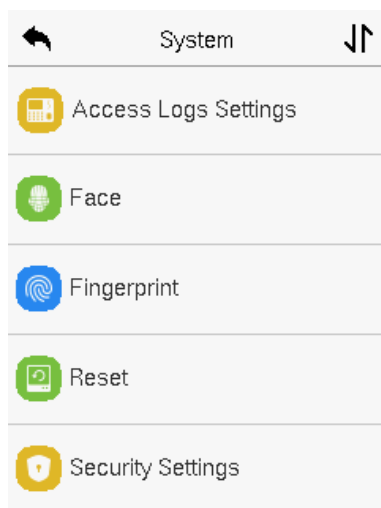 System
Access Logs Settings
Face
Fingerprint
Reset
Security Settings